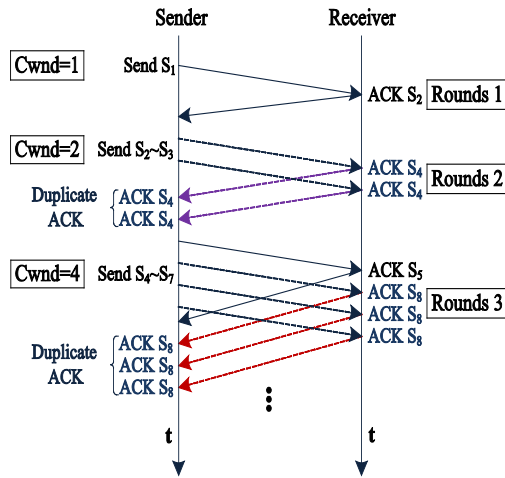 Sender
Receiver
Cwnd=1
Send S1
ACK S2
Rounds 1
Cwnd=2
Send S2~S3
ACK S4
ACK S4
Rounds 2
Duplicate
ACK
ACK S4
ACK S4
Cwnd=4
Send S4~S7
ACK S5
ACK S8
ACK S8
ACK S8
Rounds 3
Duplicate
ACK
ACK S8
ACK S8
ACK S8
t
t